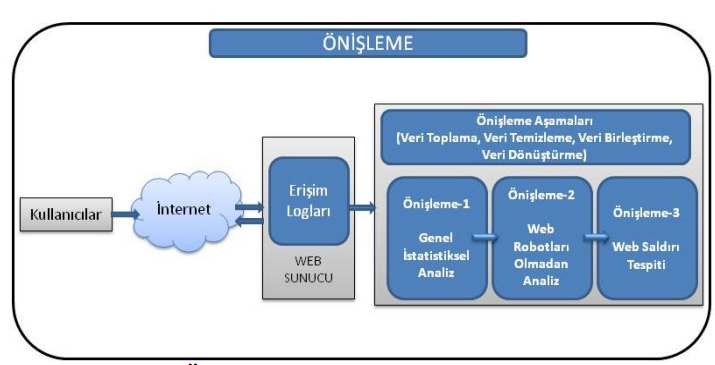 ÖNİŞLEME
Kullanıcılar
İnternet
Erişim
Logları
WEB
SUNUCU
Önişleme Aşamaları
(Veri Toplama, Veri Temizleme, Veri Birleştirme,
Veri Dönüştürme)
Önişleme-1
Genel
İstatistiksel
Analiz
Önişleme-2
Web
Robotları
Olmadan
Analiz
Önişleme-3
Web Saldırı
Tespiti